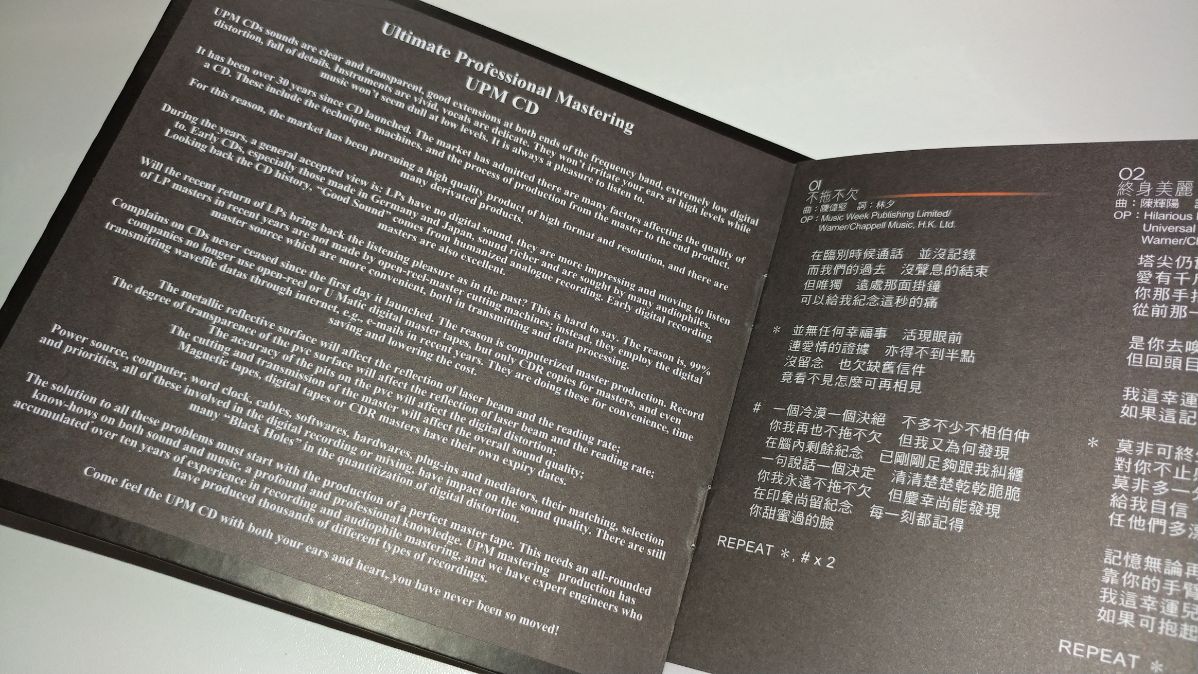 Ultimate Professional Mastering
UPM CD
UPM CDs sounds are clear and transparent, good extensions at both ends of the frequency band, extremely low digital
distortion, full of details. Instruments are vivid, vocals are delicate. They won't irritate your ears at high levels while
music won't seem dull at low levels. It is always a pleasure to listen to.
It has been over 30 years since CD launched. The market has admitted there are many factors affecting the quality of
a CD. These include the technique, machines, and the process of production from the master to the end product.
For this reason, the market has been pursuing a high quality product of high format and resolution, and there are
many derivated products.
During the years, a general accepted view is: LPs have no digital sound, they are more impressing and moving to listen
to. Early CDs, especially those made in Germany and Japan, sound richer and are sought by many audiophiles.
Looking back the CD history, "Good Sound" comes from humanized analogue recording. Early digital recording
masters are also excellent.
Will the recent return of LPs bring back the listening pleasure as in the past? This is hard to say. The reason is, 99%
of LP masters in recent years are not made by open-reel-master cutting machines; instead, they employ the digital
master source which are more convenient, both in transmitting and data processing.
Complains on CDs never ceased since the first day it launched. The reason is computerized master production. Record
companies no longer use open-reel or U Matic digital master tapes, but only CDR copies for masters, and even
transmitting wavefile datas through internet, e.g., e-mails in recent years. They are doing these for convenience, time
saving and lowering the cost.
The metallic reflective surface will affect the reflection of laser beam and the reading rate;
The degree of transparence of the pvc surface will affect the reflection of laser beam and the reading rate;
The accuracy of the pits on the pvc will affect the digital distortion;
The cutting and transmission of the master will affect the overall sound quality;
Magnetic tapes, digital tapes or CDR masters have their own expiry dates.
Power source, computer, word clock, cables, softwares, hardwares, plug-ins and mediators, their matching, selection
and priorities, all of these involved in the digital recording or mixing, have impact on the sound quality. There are still
many "Black Holes" in the quantitization of digital distortion.
The solution to all these problems must start with the production of a perfect master tape. This needs an all-rounded
know-hows on both sound and music, a profound and professional knowledge. UPM mastering production has
accumulated over ten years of experience in recording and audiophile mastering, and we have expert engineers who
have produced thousands of different types of recordings.
Come feel the UPM CD with both your ears and heart, you have never been so moved!
01
不拖不欠
曲：陳偉堅 詞：林夕
OP：Music Week Publishing Limited/
Warner/Chappell Music, H.K. Ltd.
在臨別時候通話 並沒記錄
而我們的過去 沒聲息的結束
但唯獨 遠處那面掛鐘
可以給我紀念這秒的痛
＊ 並無任何幸福事 活現眼前
連愛情的證據 亦得不到半點
沒留念 也欠缺舊信件
竟看不見怎麼可再相見
# 一個冷漠一個決絕 不多不少不相伯仲
你我再也不拖不欠 但我又為何發現
在腦內剩餘紀念 已剛剛足夠跟我糾纏
一句說話一個決定 清清楚楚乾乾脆脆
你我永遠不拖不欠 但慶幸尚能發現
在印象尚留紀念 每一刻都記得
你甜蜜過的臉
REPEAT ＊, # x 2
02
終身美麗
曲：陳輝陽
OP：Hilarious
Universal
Warner/Ch
塔尖仍
愛有千
你那手
從前那一
是你去喚
但回頭目
我這幸運
如果這記
＊ 莫非可終
對你不止
莫非多一
給我自信
任他們多
記憶無論再
靠你的手臂
我這幸運兒
如果可抱起
REPEAT ＊